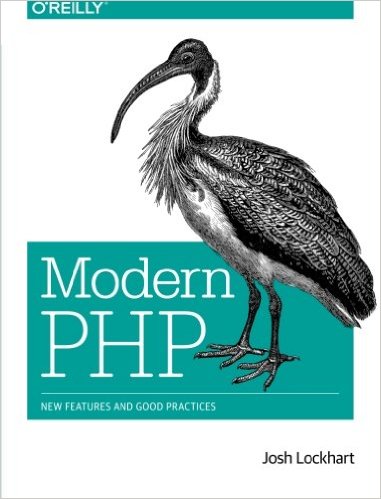 O'REILLY®
Modern
PHP
NEW FEATURES AND GOOD PRACTICES
Josh Lockhart